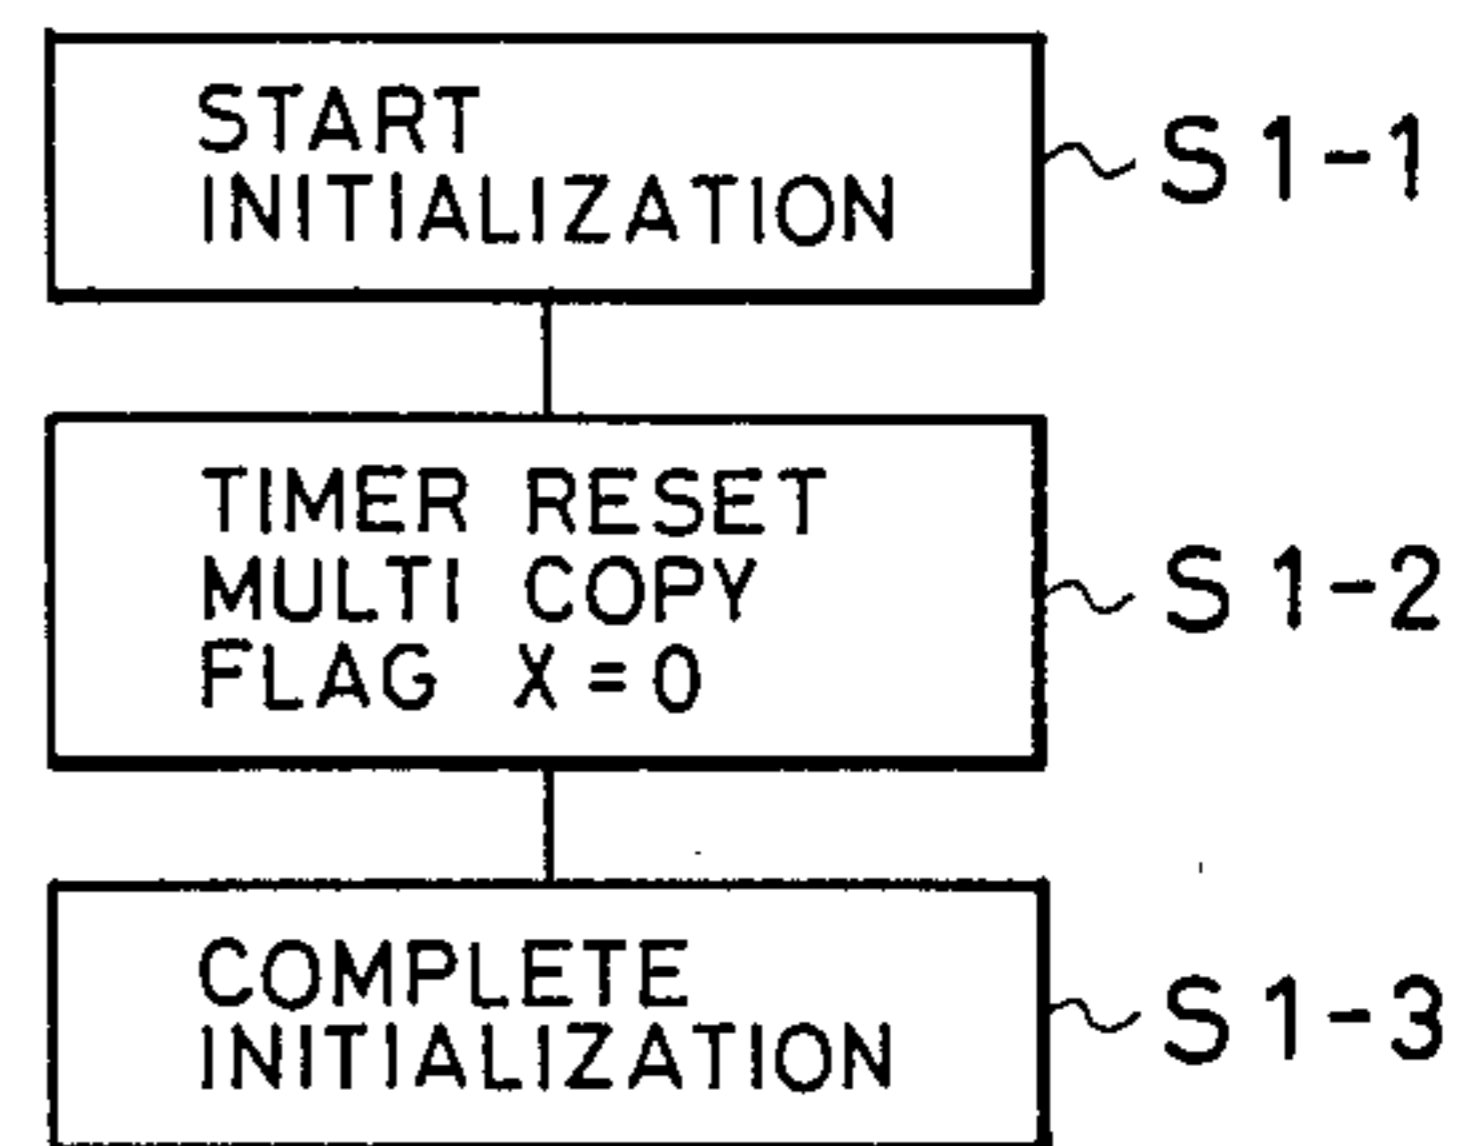 START
INITIALIZATION
S1-1
TIMER RESET
MULTI COPY
FLAG X=0
S1-2
COMPLETE
INITIALIZATION
S1-3